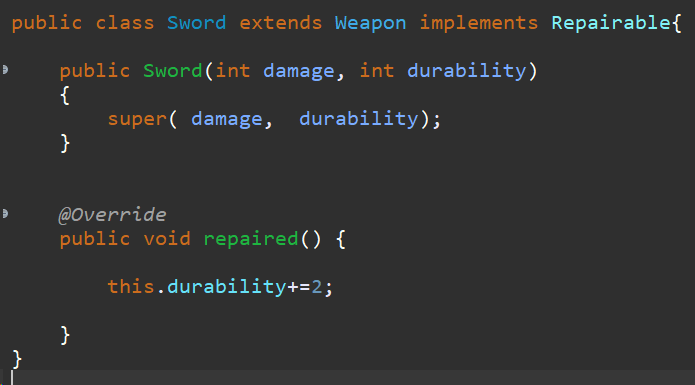 public class Sword extends Weapon implements Repairable{
public Sword(int damage, int durability)
{
super( damage,  durability);
}
@Override
public void repaired() {
this.durability+=2;
}
}